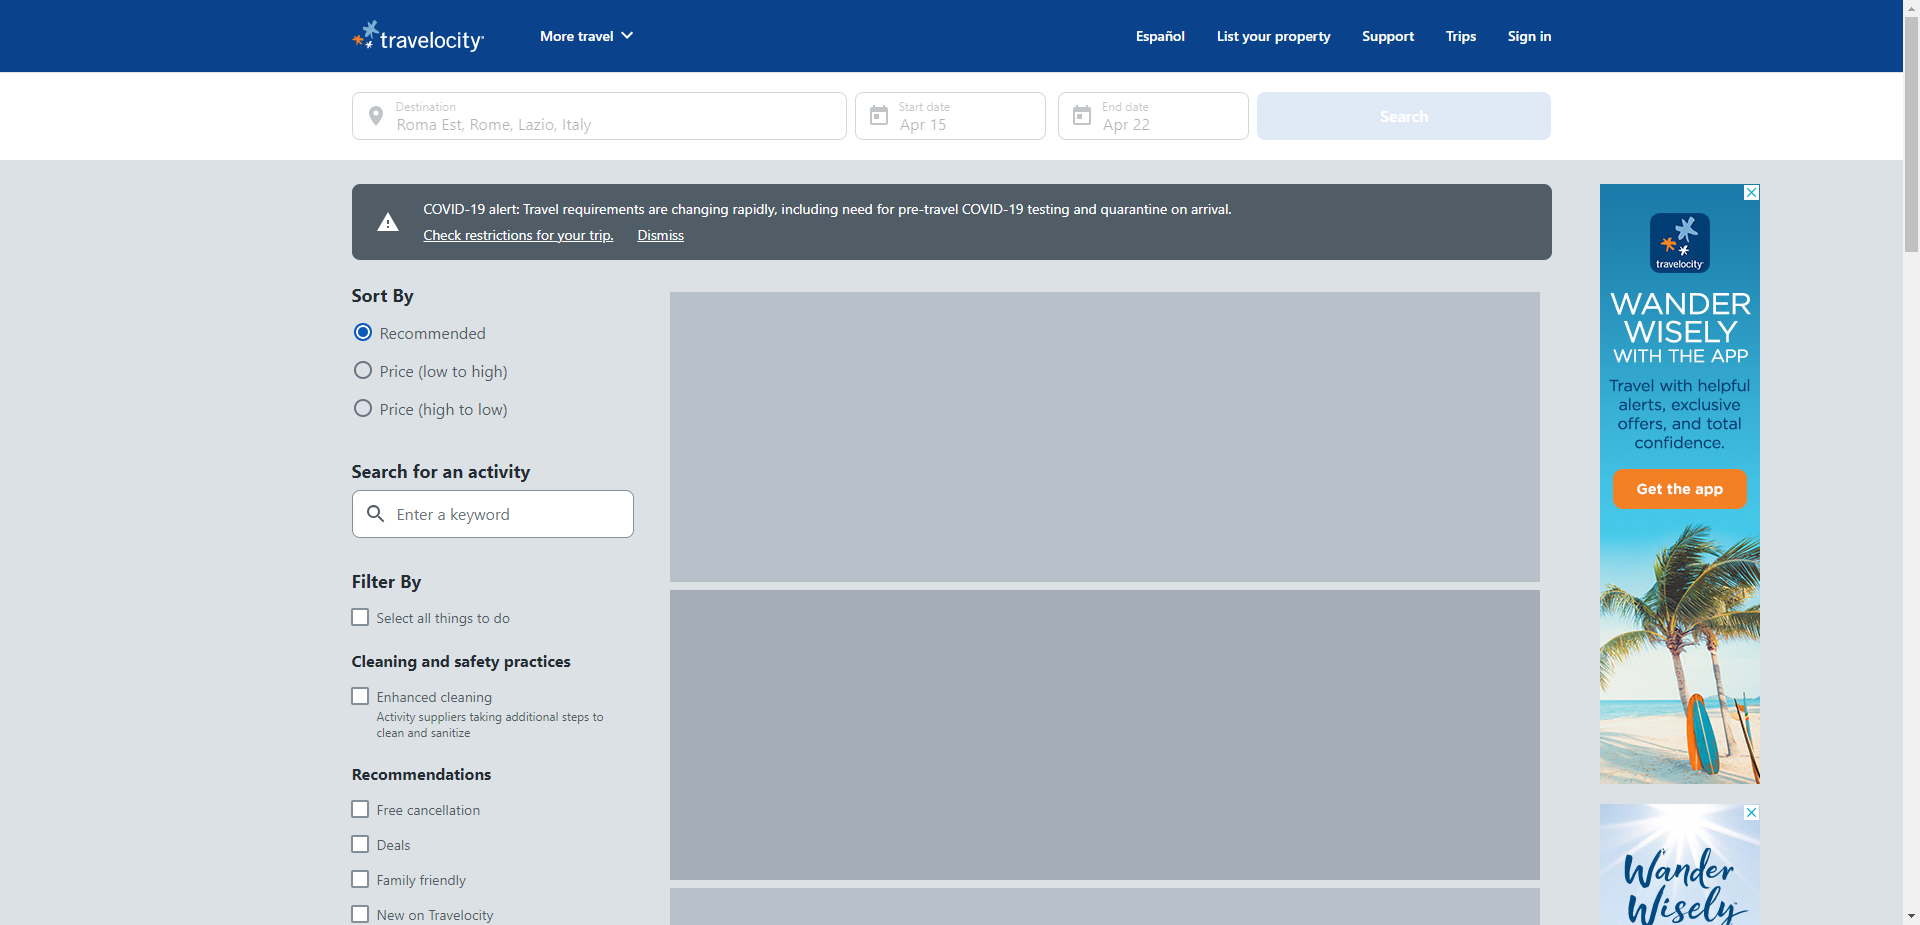 travelocity
More travel
Español
List your property
Support
Trips
Sign in
Destination
Roma Est, Rome, Lazio, Italy
Start date
Apr 15
End date
Apr 22
Search
COVID-19 alert: Travel requirements are changing rapidly, including need for pre-travel COVID-19 testing and quarantine on arrival.
Check restrictions for your trip. Dismiss
Sort By
Recommended
Price (low to high)
Price (high to low)
Search for an activity
Enter a keyword
Filter By
Select all things to do
Cleaning and safety practices
Enhanced cleaning
Activity suppliers taking additional steps to
clean and sanitize
Recommendations
Free cancellation
Deals
Family friendly
New on Travelocity
travelocity
WANDER
WISELY
WITH THE APP
Travel with helpful
alerts, exclusive
offers, and total
confidence.
Get the app
Wander
Wisely